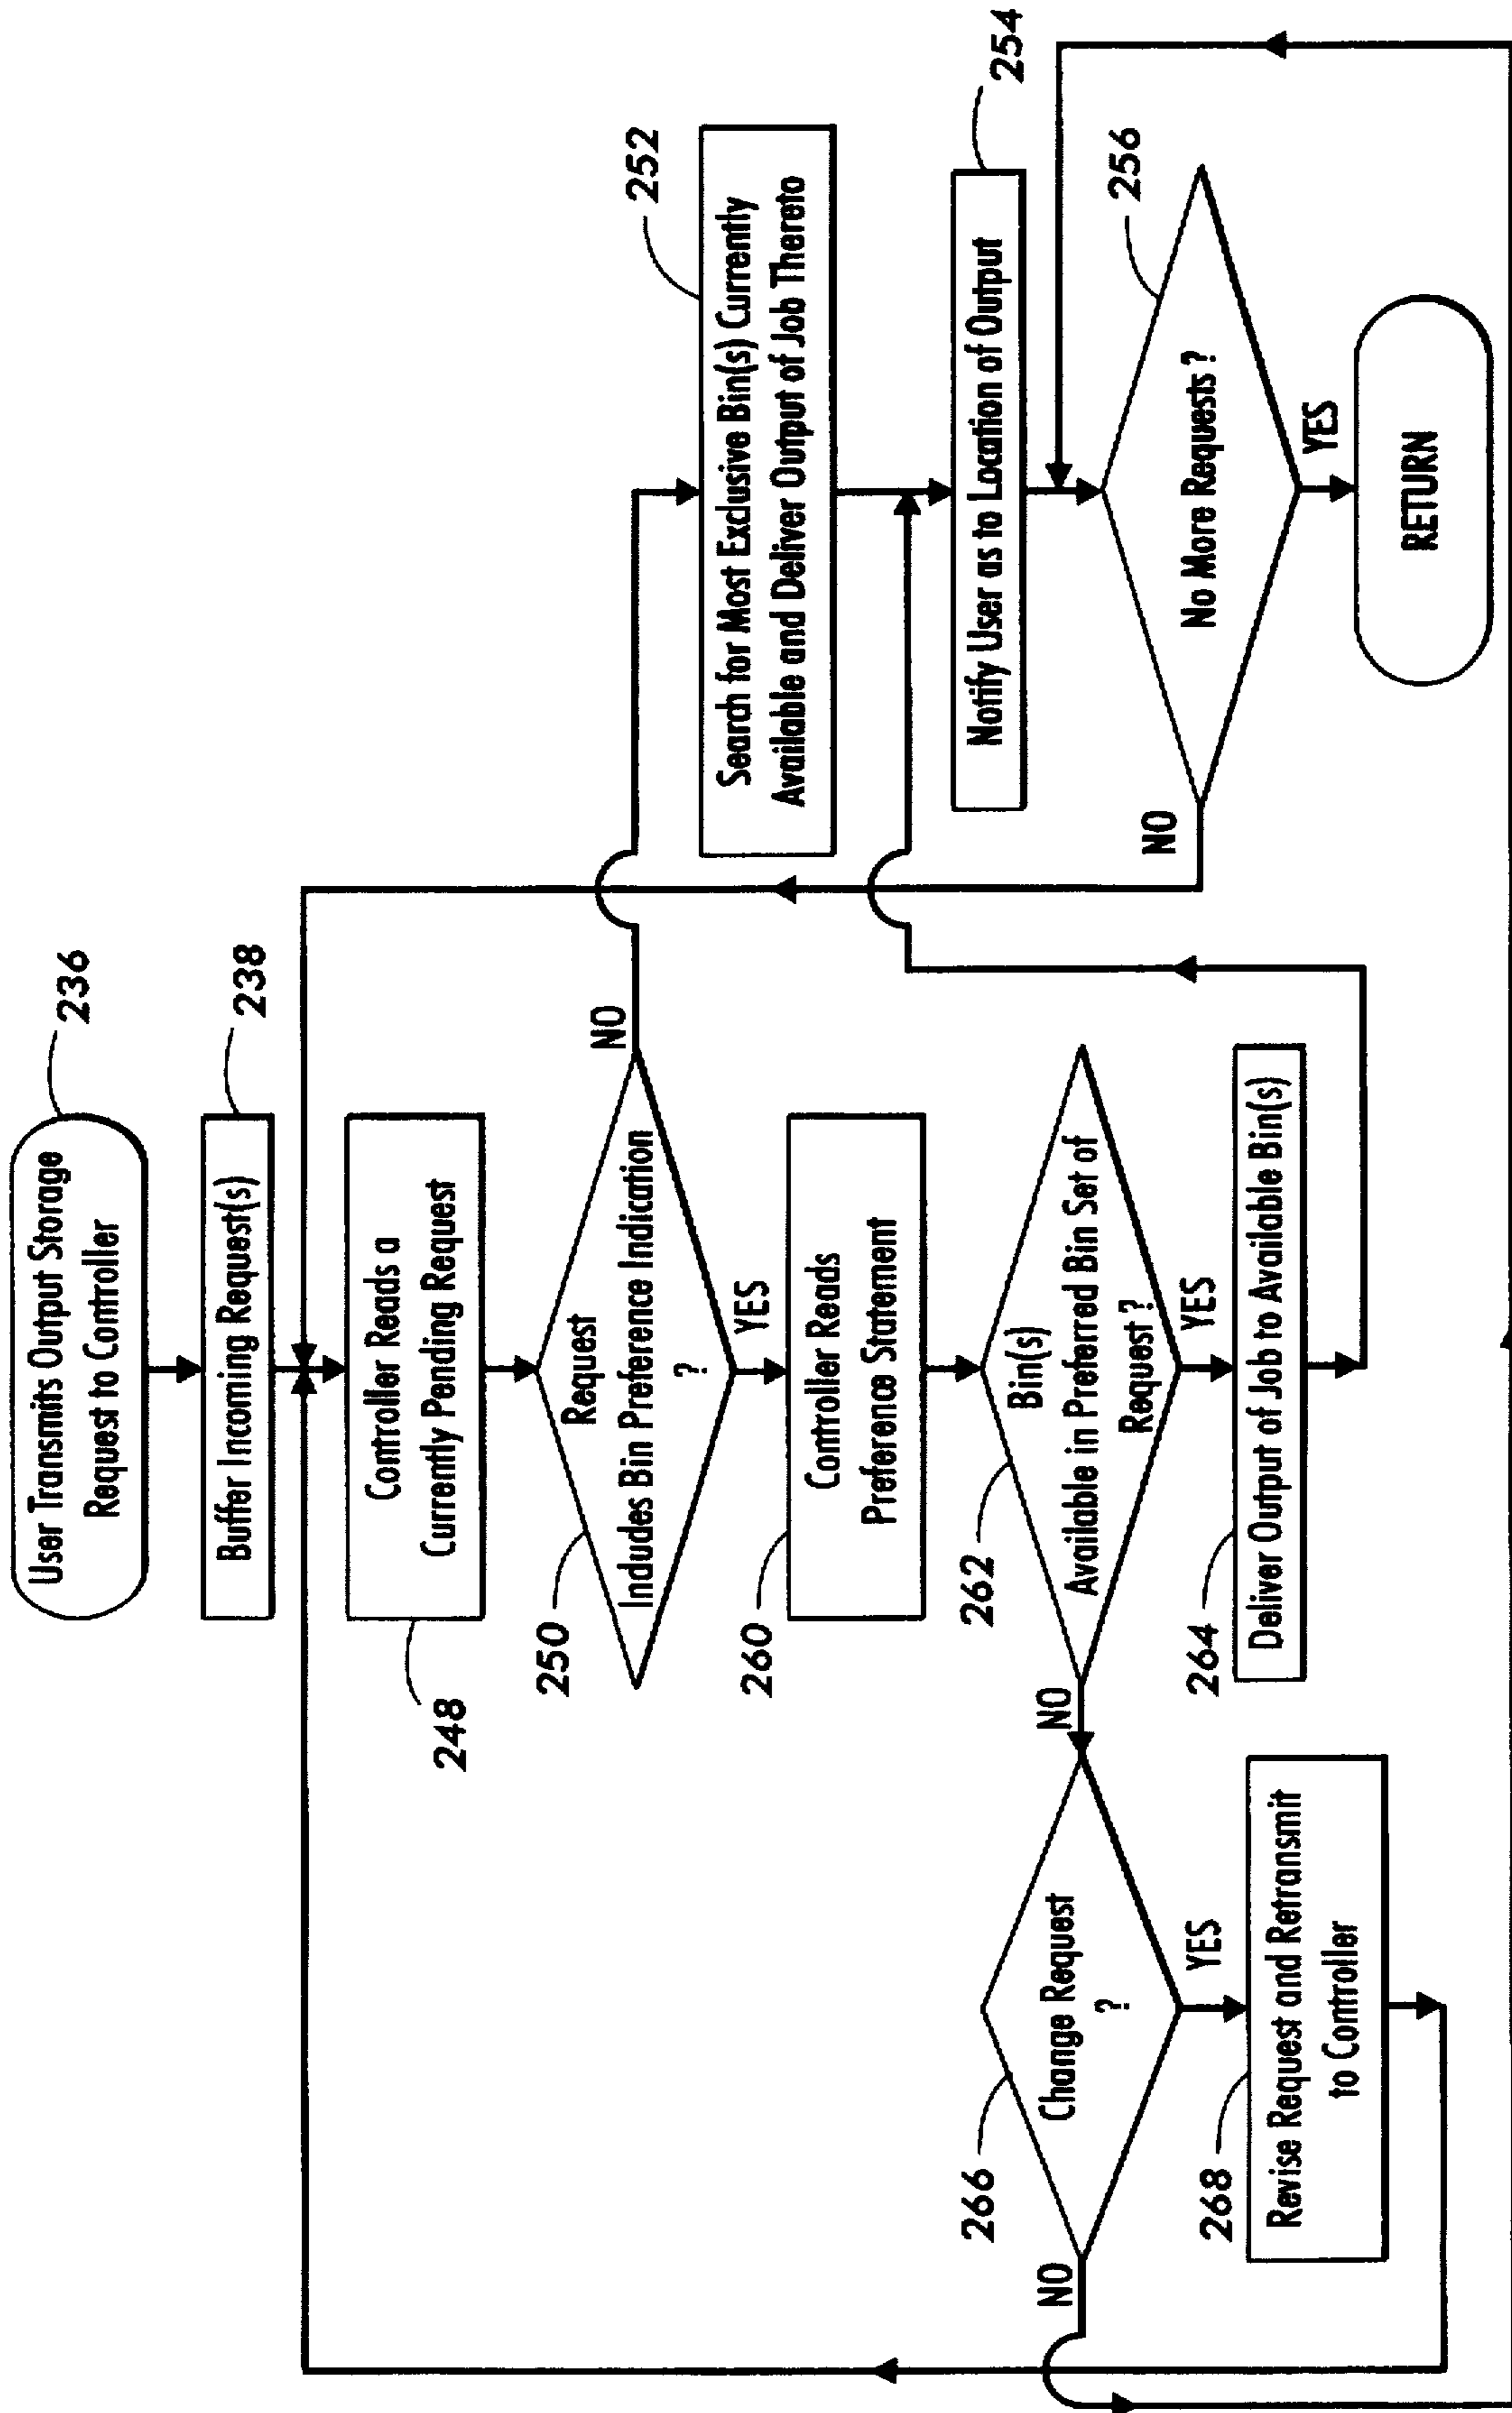 User Transmits Output Storage
Request to Controller
236
Buffer Incoming Request(s)
238
Controller Reads a
Currently Pending Request
248
Request
Includes Bin Preference Indication
?
250
NO
YES
Search for Most Exclusive Bin(s) Currently
Available and Deliver Output of Job Thereto
252
Controller Reads
Preference Statement
260
Notify User as to Location of Output
254
Bin(s)
Available in Preferred Bin Set of
Request ?
262
NO
YES
Change Request
?
266
NO
YES
No More Requests ?
256
NO
YES
Deliver Output of Job to Available Bin(s)
264
Revise Request and Retransmit
to Controller
268
RETURN